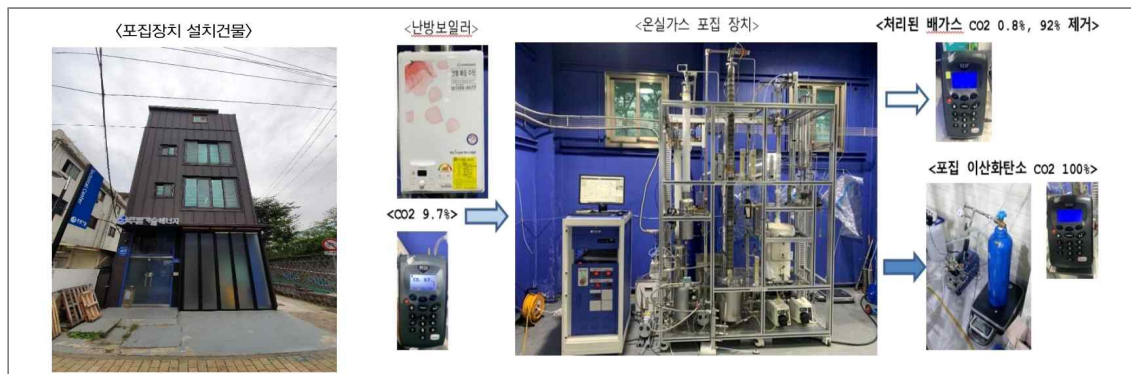 <포집장치 설치건물>
<난방보일러>
<온실가스 포집 장치>
<처리된 배가스 CO2 0.8%, 92% 제거>
<CO2 9.7%>
<포집 이산화탄소 CO2 100%>